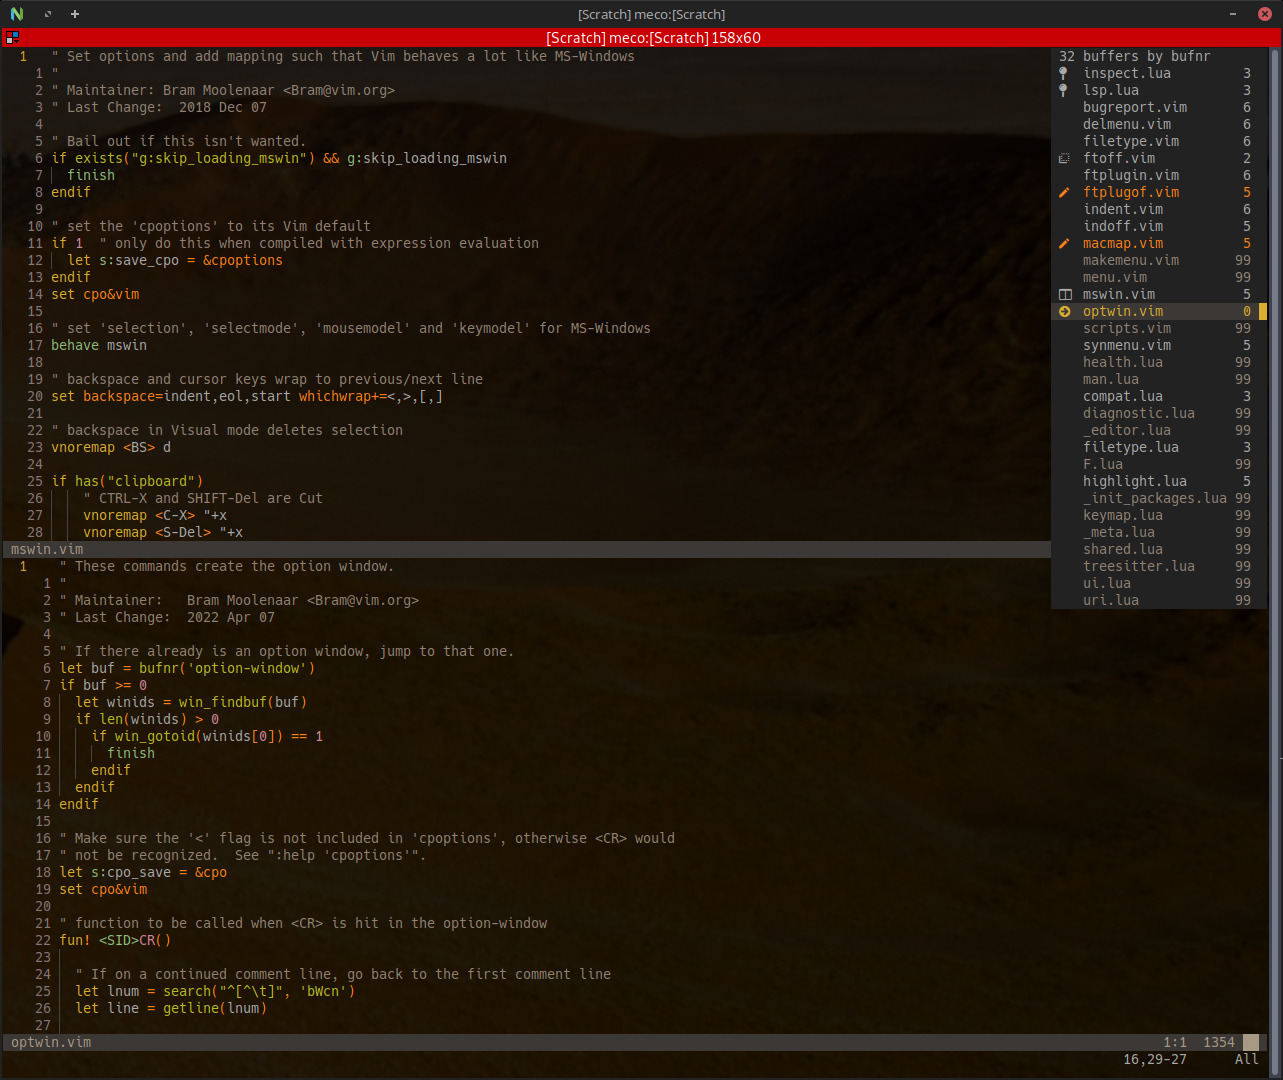 [Scratch] meco:[Scratch]
[Scratch] meco:[Scratch] 158x60
1 " Set options and add mapping such that Vim behaves a lot like MS-Windows
1 "
2 " Maintainer: Bram Moolenaar <Bram@vim.org>
3 " Last Change:  2018 Dec 07
4
5 " Bail out if this isn't wanted.
6 if exists("g:skip_loading_mswin") && g:skip_loading_mswin
7   finish
8 endif
9
10 " set the 'cpoptions' to its Vim default
11 if 1  " only do this when compiled with expression evaluation
12   let s:save_cpo = &cpoptions
13 endif
14 set cpo&vim
15
16 " set 'selection', 'selectmode', 'mousemodel' and 'keymodel' for MS-Windows
17 behave mswin
18
19 " backspace and cursor keys wrap to previous/next line
20 set backspace=indent,eol,start whichwrap+=<,>,[,]
21
22 " backspace in Visual mode deletes selection
23 vnoremap <BS> d
24
25 if has("clipboard")
26     " CTRL-X and SHIFT-Del are Cut
27     vnoremap <C-X> "+x
28     vnoremap <S-Del> "+x
mswin.vim
1 " These commands create the option window.
1 "
2 " Maintainer:   Bram Moolenaar <Bram@vim.org>
3 " Last Change:  2022 Apr 07
4
5 " If there already is an option window, jump to that one.
6 let buf = bufnr('option-window')
7 if buf >= 0
8   let winids = win_findbuf(buf)
9   if len(winids) > 0
10     if win_gotoid(winids[0]) == 1
11       finish
12     endif
13   endif
14 endif
15
16 " Make sure the '<' flag is not included in 'cpoptions', otherwise <CR> would
17 " not be recognized.  See ":help 'cpoptions'".
18 let s:cpo_save = &cpo
19 set cpo&vim
20
21 " function to be called when <CR> is hit in the option-window
22 fun! <SID>CR()
23
24   " If on a continued comment line, go back to the first comment line
25   let lnum = search("^[^\t]", 'bWcn')
26   let line = getline(lnum)
27
optwin.vim 1:1 1354
16,29-27 All
32 buffers by bufnr
inspect.lua 3
lsp.lua 3
bugreport.vim 6
delmenu.vim 6
filetype.vim 6
ftoff.vim 2
ftplugin.vim 6
ftplugof.vim 5
indent.vim 6
indoff.vim 5
macmap.vim 5
makemenu.vim 99
menu.vim 99
mswin.vim 5
optwin.vim 0
scripts.vim 99
synmenu.vim 5
health.lua 99
man.lua 99
compat.lua 3
diagnostic.lua 99
_editor.lua 99
filetype.lua 3
F.lua 99
highlight.lua 5
_init_packages.lua 99
keymap.lua 99
_meta.lua 99
shared.lua 99
treesitter.lua 99
ui.lua 99
uri.lua 99